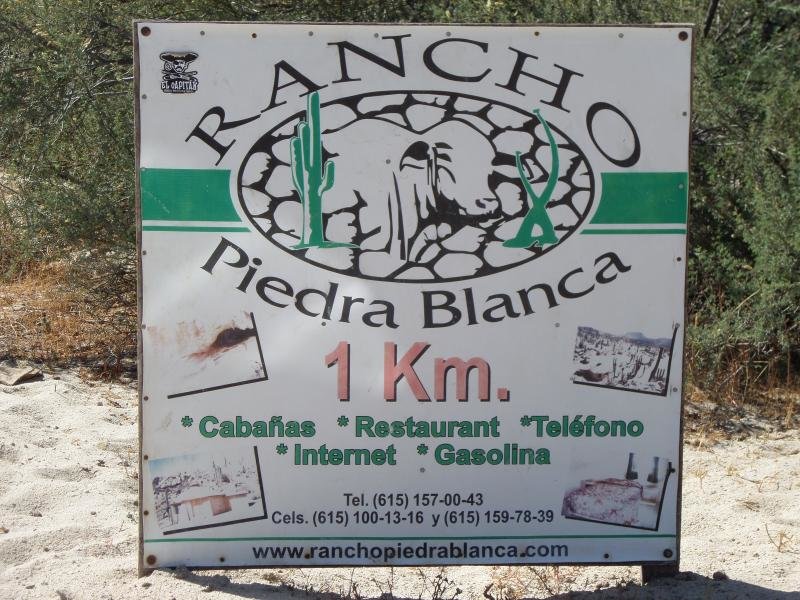 EL CAPITAN
RANCHO
Piedra Blanca
1 Km.
* Cabañas * Restaurant *Teléfono
* Internet * Gasolina
Tel. (615) 157-00-43
Cels. (615) 100-13-16 y (615) 159-78-39
www.ranchopiedrablanca.com